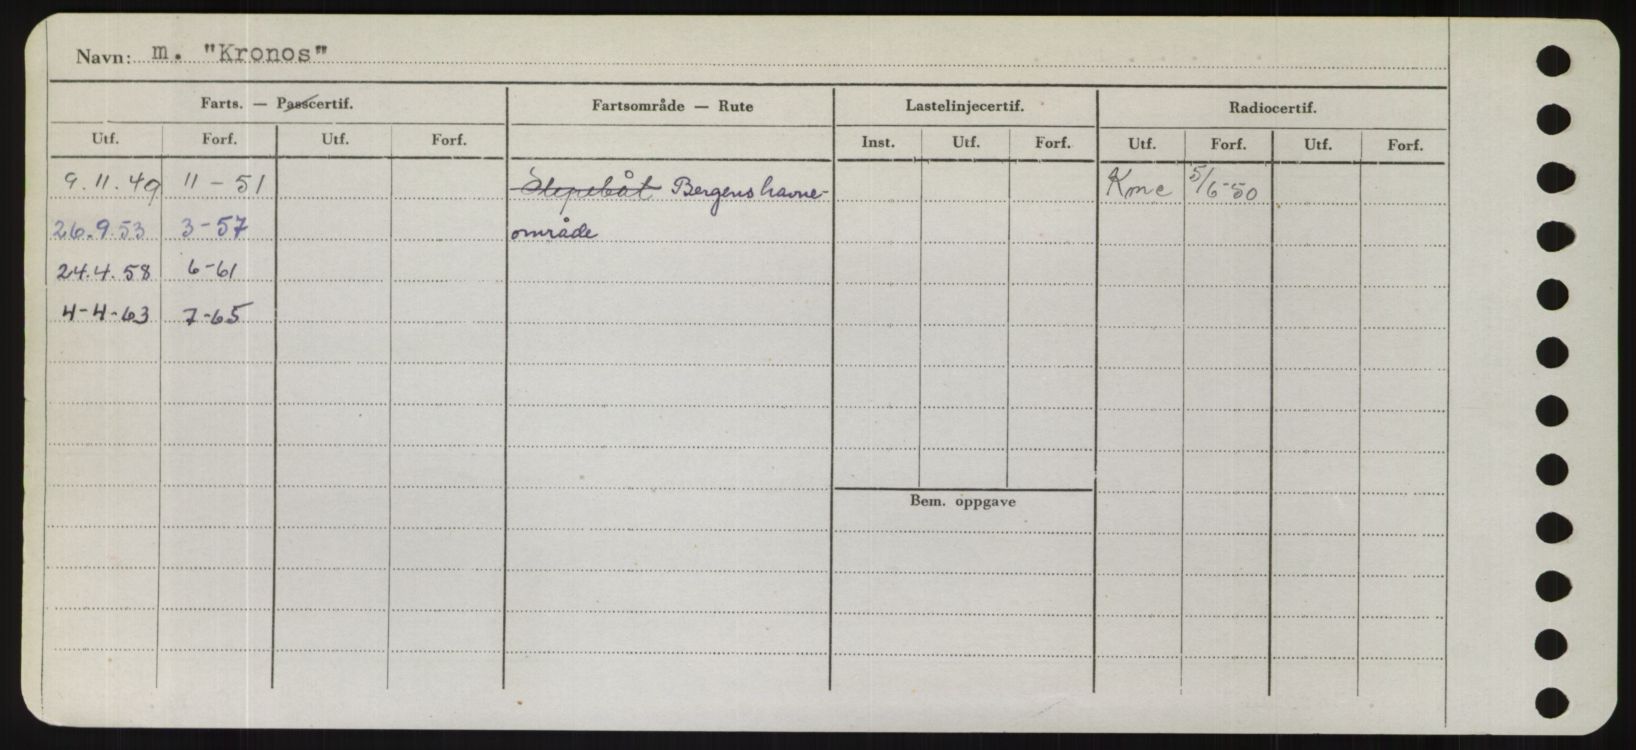 Navn: m. "Kronos"
Farts. — Passcertif. Fartsområde — Rute Lastelinjecertif. Radiocertif.
Utf. Forf. Utf. Forf. Inst. Utf. Forf. Utf. Forf. Utf. Forf.
9.11.49 11-51 Slepebåt Bergens havne- 5/6-50
26.9.53 3-57 område
24.4.58 6-61
4-4-63 7-65
Bem. oppgave